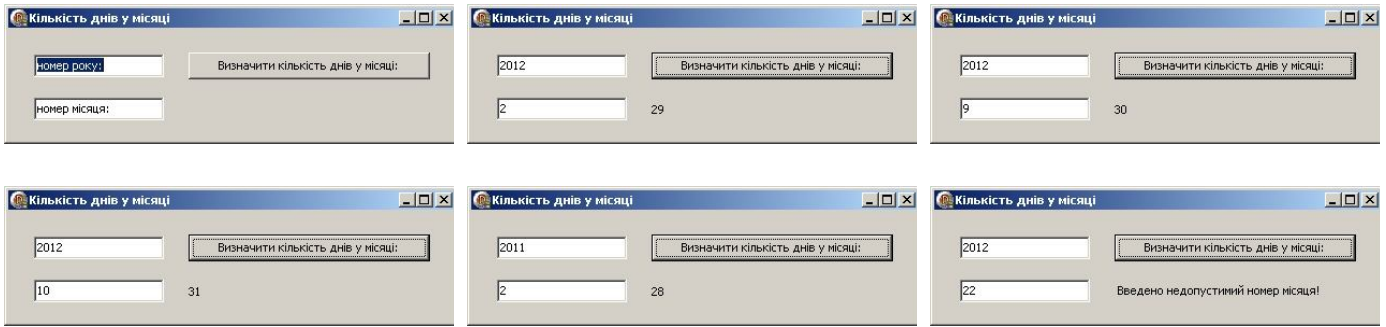 Кількість днів у місяці
номер року:
Визначити кількість днів у місяці:
номер місяця:
Кількість днів у місяці
2012
Визначити кількість днів у місяці:
2
29
Кількість днів у місяці
2012
Визначити кількість днів у місяці:
9
30
Кількість днів у місяці
2012
Визначити кількість днів у місяці:
10
31
Кількість днів у місяці
2011
Визначити кількість днів у місяці:
2
28
Кількість днів у місяці
2012
Визначити кількість днів у місяці:
22
Введено недопустимий номер місяця!